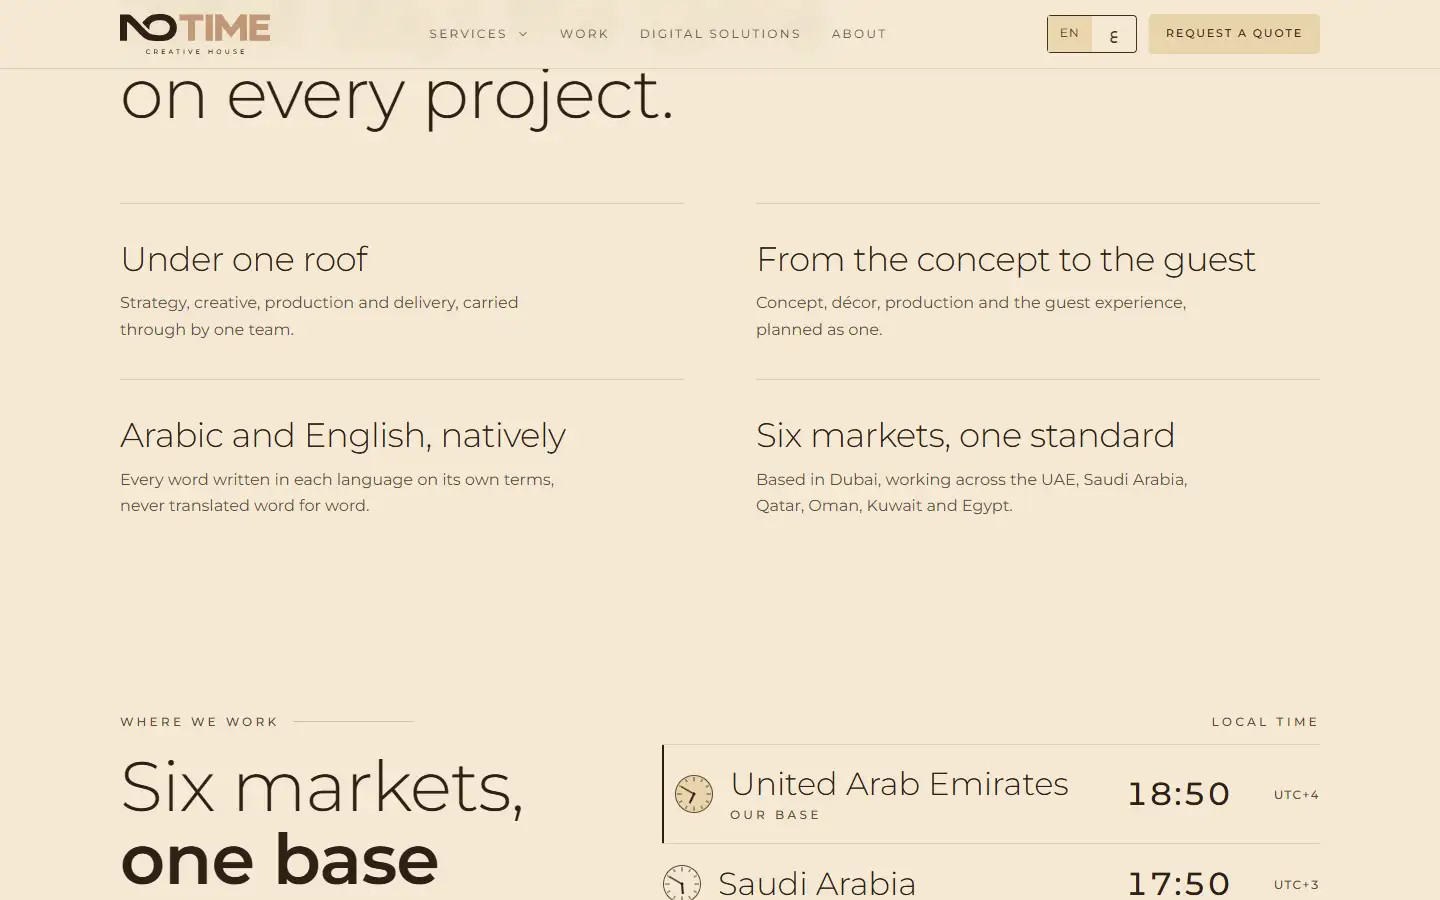 NOTIME
CREATIVE HOUSE
SERVICES
WORK
DIGITAL SOLUTIONS
ABOUT
EN
ع
REQUEST A QUOTE
on every project.
Under one roof
Strategy, creative, production and delivery, carried
through by one team.
From the concept to the guest
Concept, décor, production and the guest experience,
planned as one.
Arabic and English, natively
Every word written in each language on its own terms,
never translated word for word.
Six markets, one standard
Based in Dubai, working across the UAE, Saudi Arabia,
Qatar, Oman, Kuwait and Egypt.
WHERE WE WORK
Six markets,
one base
LOCAL TIME
United Arab Emirates
OUR BASE
18:50
UTC+4
Saudi Arabia
17:50
UTC+3